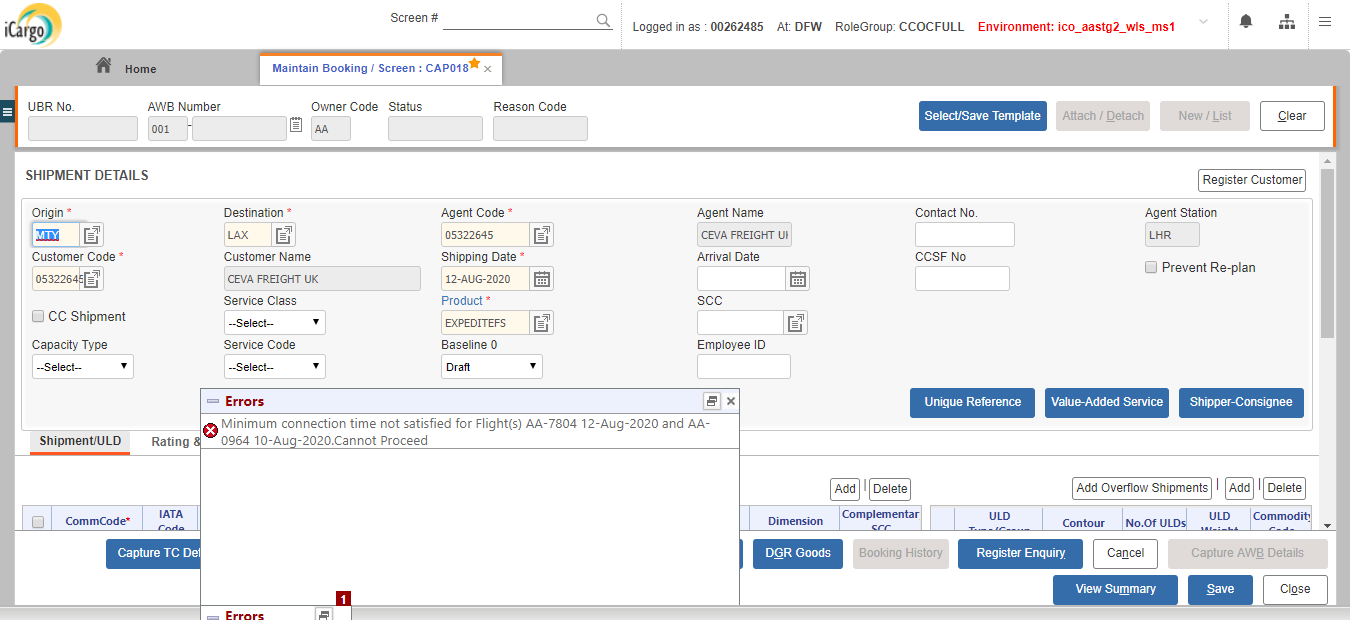 iCargo
Screen #
Logged in as : 00262485 At: DFW RoleGroup: CCOCFULL Environment: ico_aastg2_wls_ms1
Home
Maintain Booking / Screen : CAP018
UBR No. AWB Number Owner Code Status Reason Code
001 - AA
Select/Save Template Attach / Detach New / List Clear
SHIPMENT DETAILS
Register Customer
Origin * Destination * Agent Code * Agent Name Contact No. Agent Station
MTY LAX 05322645 CEVA FREIGHT UK LHR
Customer Code * Customer Name Shipping Date * Arrival Date CCSF No
05322645 CEVA FREIGHT UK 12-AUG-2020 Prevent Re-plan
Service Class Product * SCC
CC Shipment --Select-- EXPEDITEFS
Capacity Type Service Code Baseline 0 Employee ID
--Select-- --Select-- Draft
Unique Reference Value-Added Service Shipper-Consignee
Errors
Minimum connection time not satisfied for Flight(s) AA-7804 12-Aug-2020 and AA-
0964 10-Aug-2020.Cannot Proceed
Shipment/ULD Rating &
Add | Delete Add Overflow Shipments | Add | Delete
CommCode* IATA Code Dimension Complementar SCC ULD Type/Group Contour No.Of ULDs ULD Weight Commodity Code
Capture TC Det DGR Goods Booking History Register Enquiry Cancel Capture AWB Details
View Summary Save Close
1
Errors